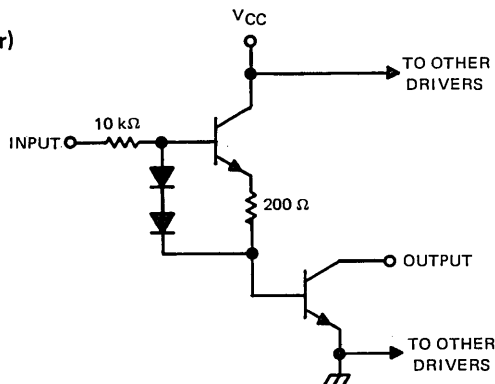 r)
VCC
TO OTHER
DRIVERS
10 kΩ
INPUT
200 Ω
OUTPUT
TO OTHER
DRIVERS